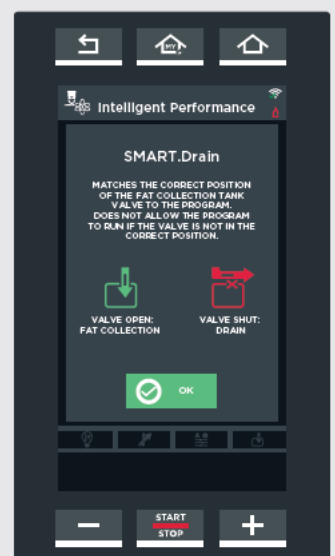 MY
Intelligent Performance
SMART.Drain
MATCHES THE CORRECT POSITION
OF THE FAT COLLECTION TANK
VALVE TO THE PROGRAM.
DOES NOT ALLOW THE PROGRAM
TO RUN IF THE VALVE IS NOT IN THE
CORRECT POSITION.
VALVE OPEN:
FAT COLLECTION
VALVE SHUT:
DRAIN
OK
START
STOP